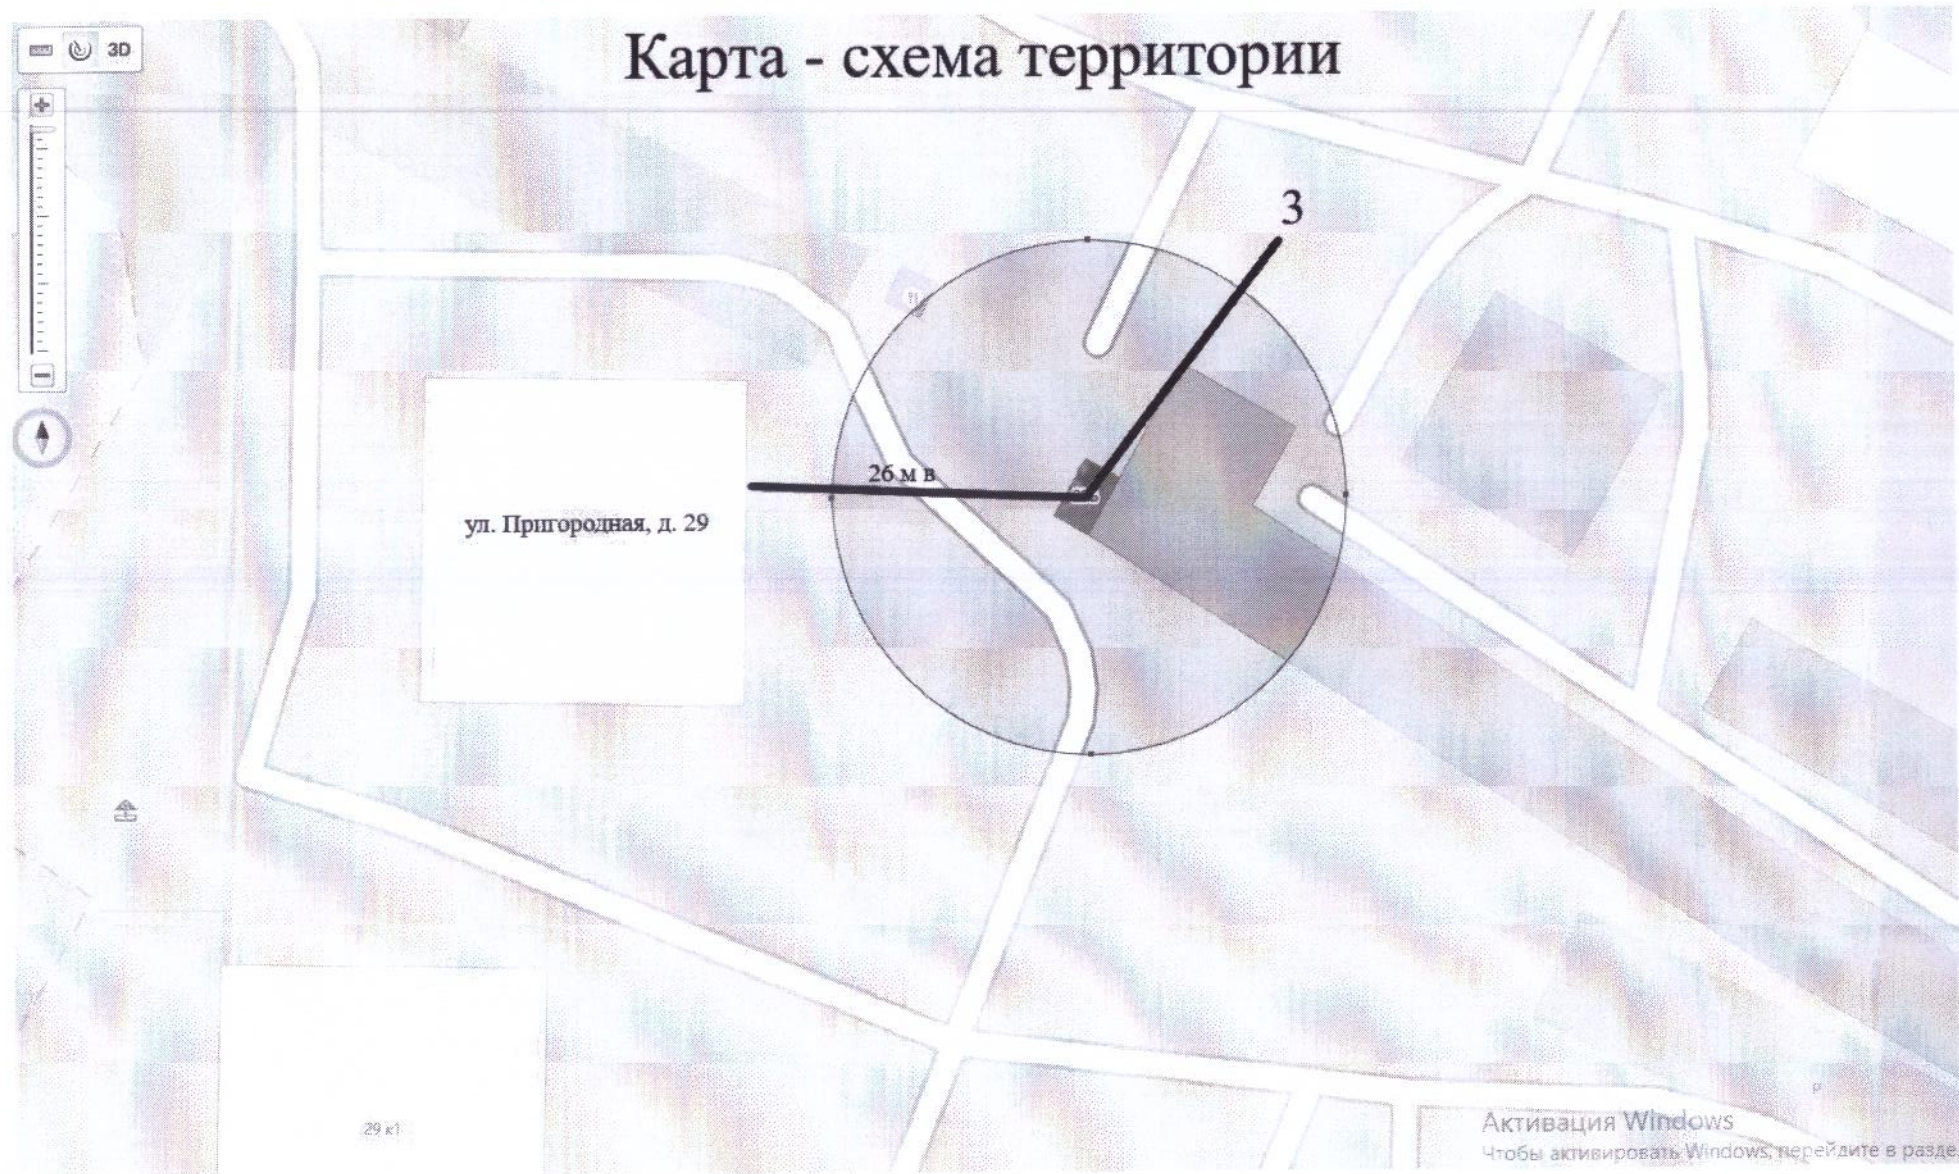 3D
Карта - схема территории
3
26 м в
ул. Пригородная, д. 29
29 к1
Активация Windows
Чтобы активировать Windows, перейдите в разде